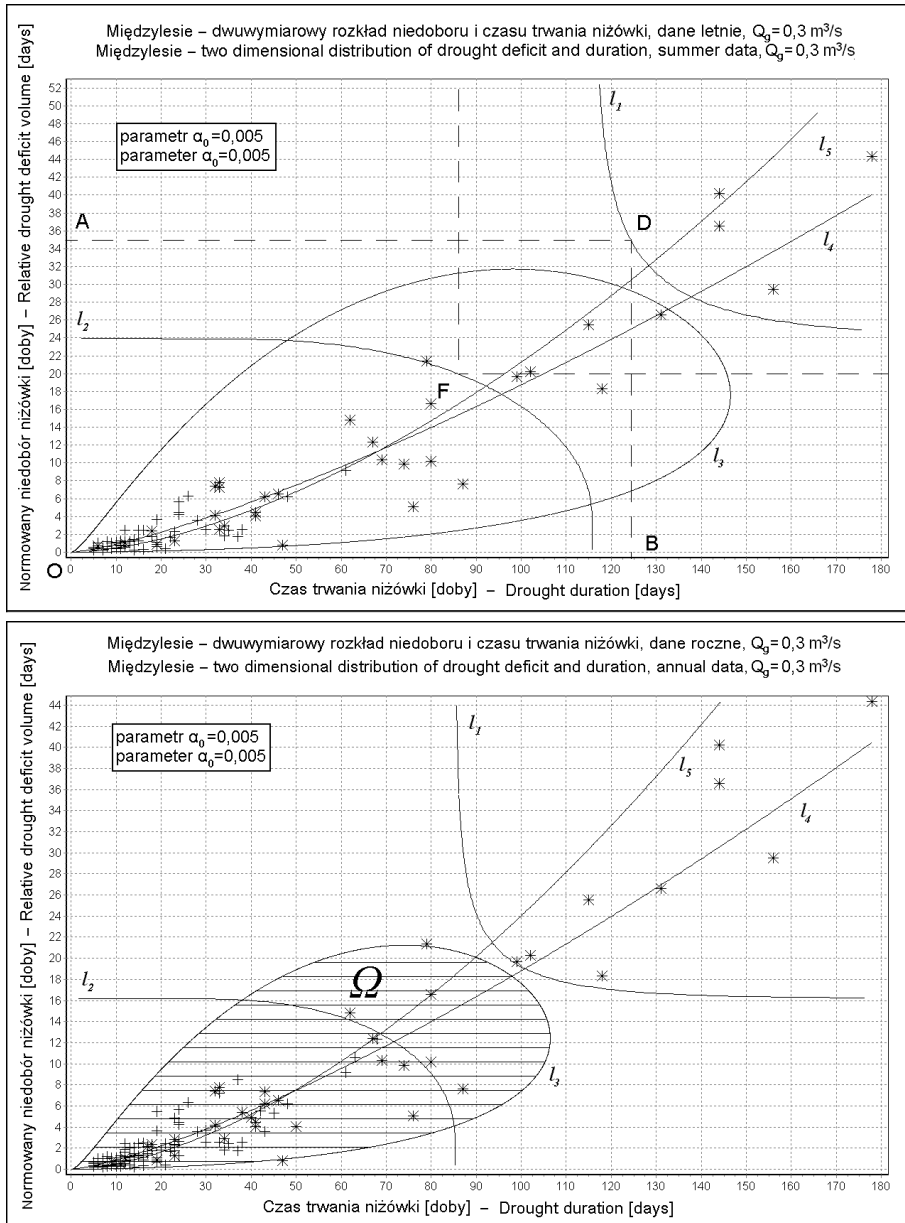 Międzylesie – dwuwymiarowy rozkład niedoboru i czasu trwania niżówki, dane letnie, Qg = 0,3 m³/s
Międzylesie – two dimensional distribution of drought deficit and duration, summer data, Qg = 0,3 m³/s
Normowany niedobór niżówki [doby] – Relative drought deficit volume [days]
52
50
48
46
44
42
40
38
36
34
32
30
28
26
24
22
20
18
16
14
12
10
8
6
4
2
0
parametr α₀=0,005
parameter α₀=0,005
l₁
l₅
l₄
A
D
l₂
F
l₃
B
O
0 10 20 30 40 50 60 70 80 90 100 110 120 130 140 150 160 170 180
Czas trwania niżówki [doby] – Drought duration [days]
Międzylesie – dwuwymiarowy rozkład niedoboru i czasu trwania niżówki, dane roczne, Qg = 0,3 m³/s
Międzylesie – two dimensional distribution of drought deficit and duration, annual data, Qg = 0,3 m³/s
Normowany niedobór niżówki [doby] – Relative drought deficit volume [days]
44
42
40
38
36
34
32
30
28
26
24
22
20
18
16
14
12
10
8
6
4
2
0
parametr α₀=0,005
parameter α₀=0,005
l₁
l₅
l₄
l₂
Ω
l₃
0 10 20 30 40 50 60 70 80 90 100 110 120 130 140 150 160 170 180
Czas trwania niżówki [doby] – Drought duration [days]